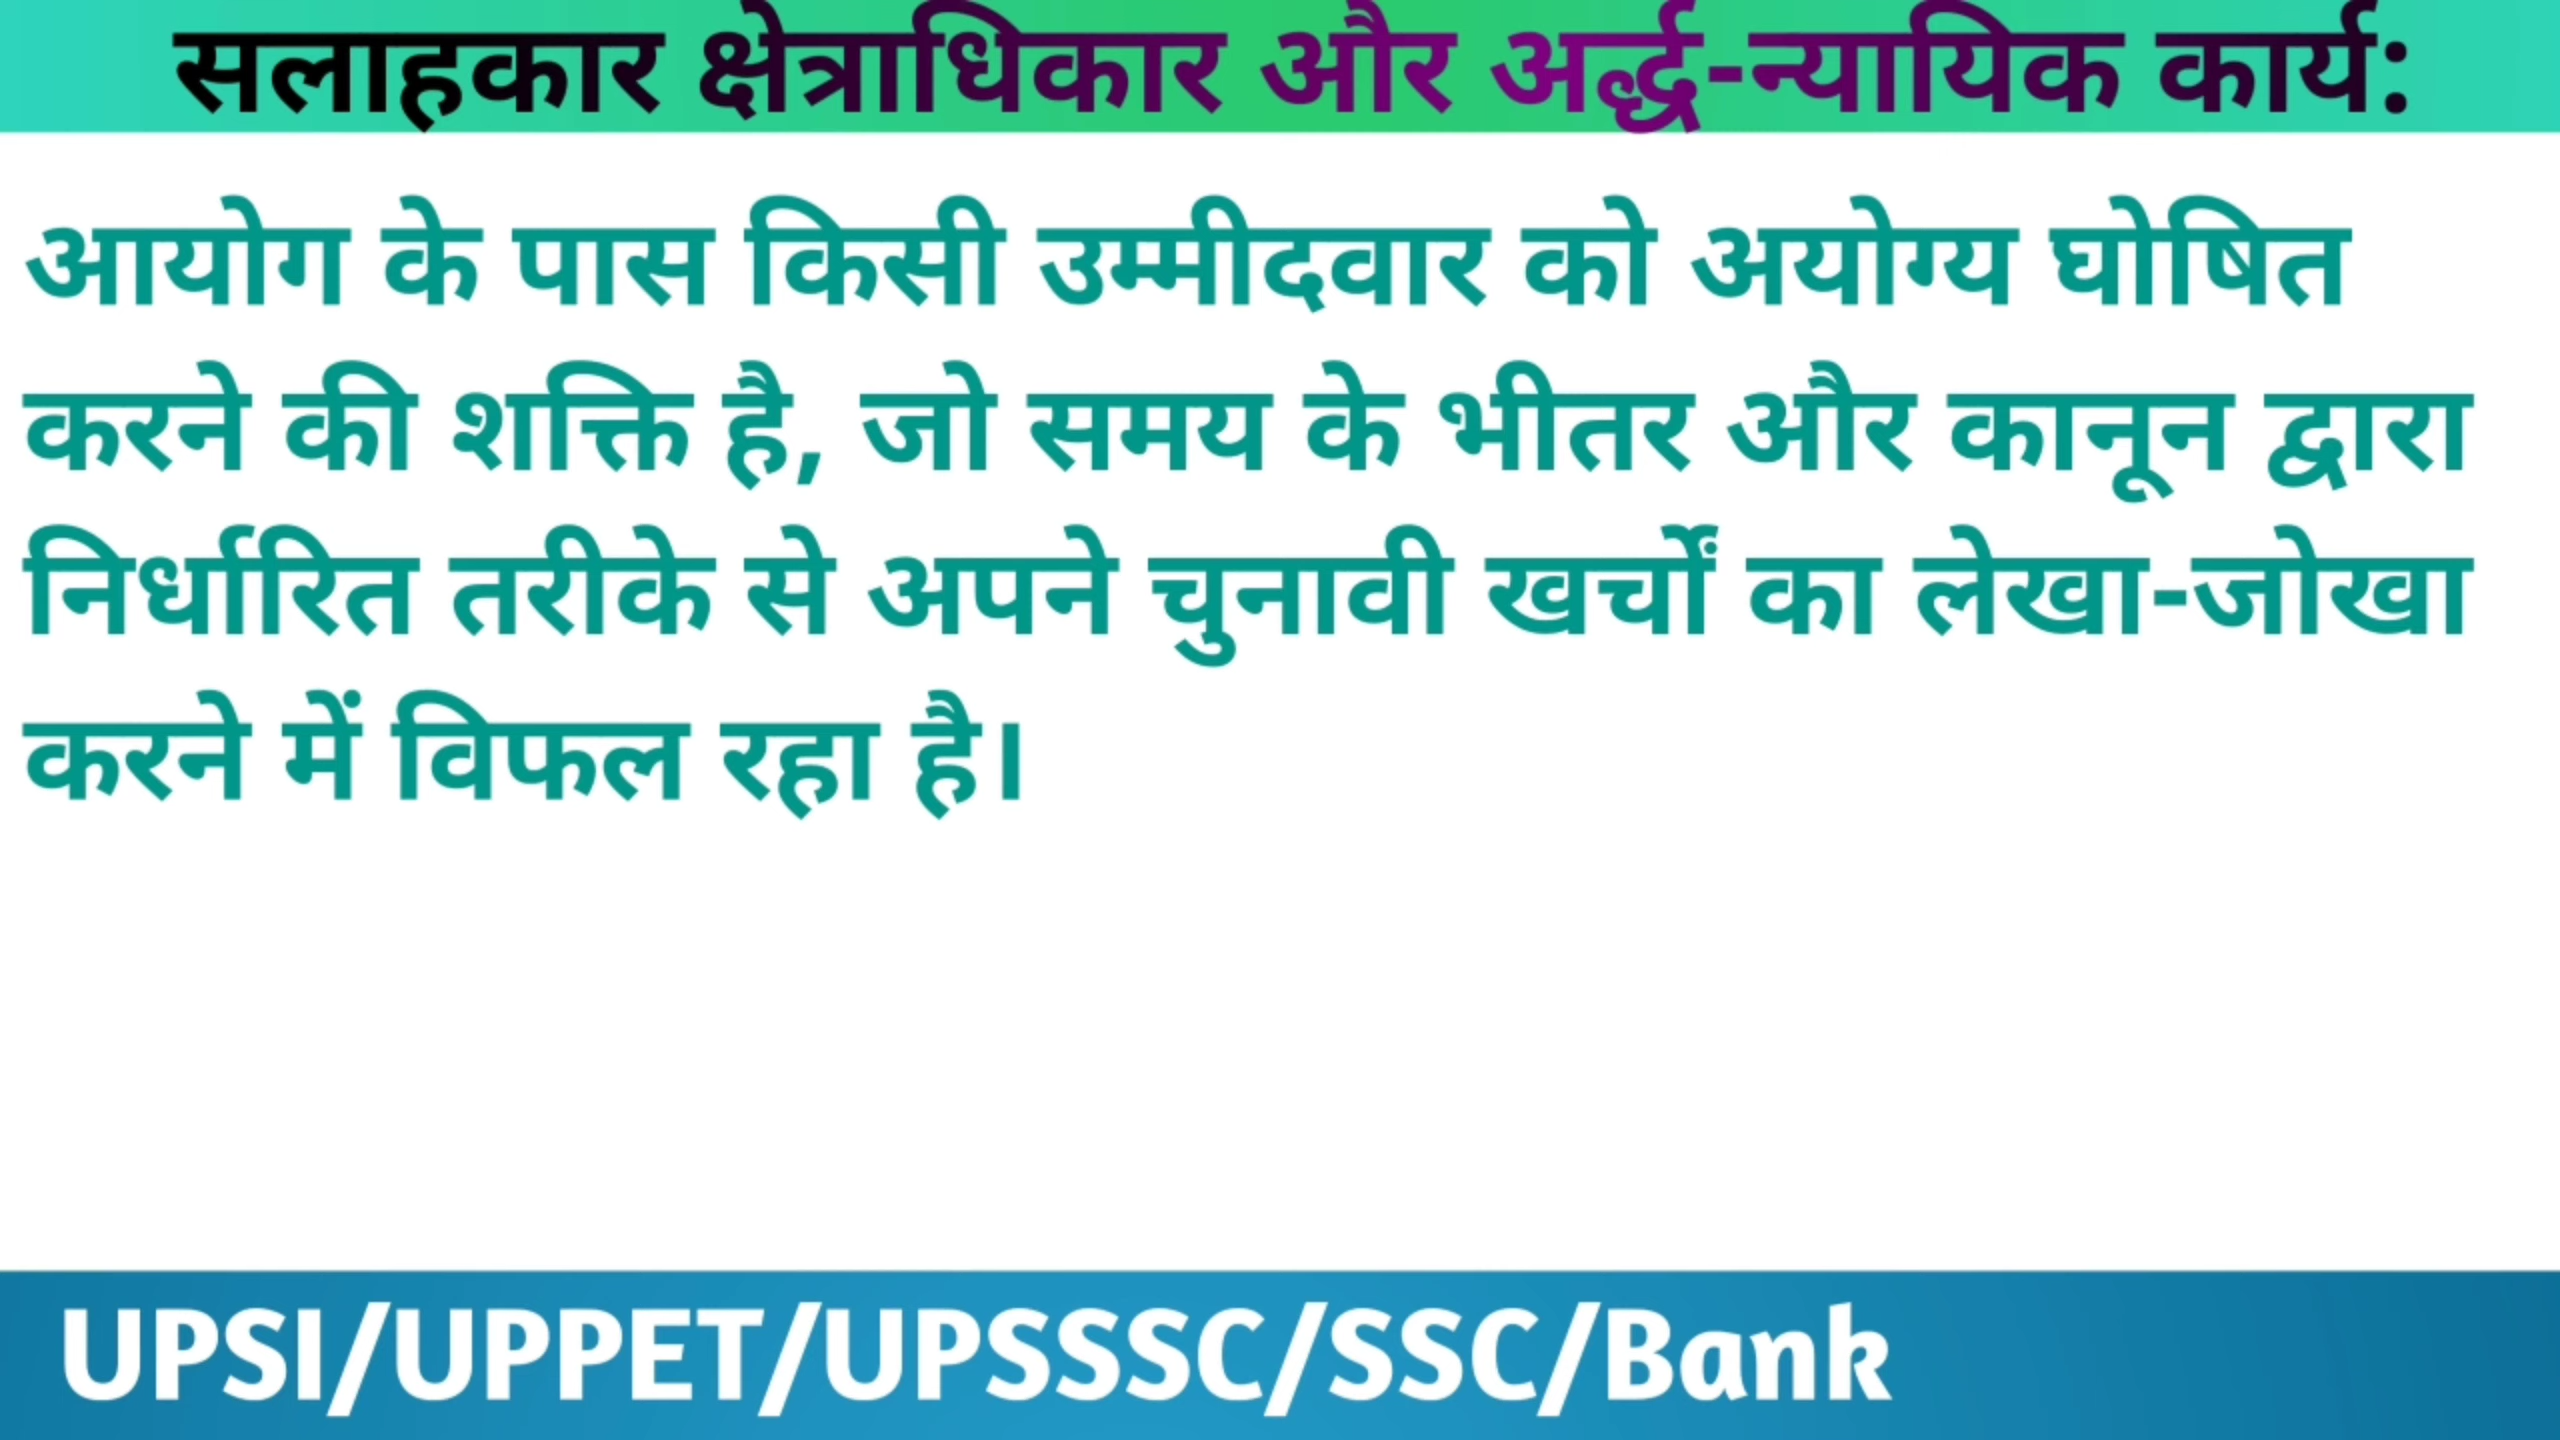 सलाहकार क्षेत्राधिकार और अर्द्ध-न्यायिक कार्य:
आयोग के पास किसी उम्मीदवार को अयोग्य घोषित
करने की शक्ति है, जो समय के भीतर और कानून द्वारा
निर्धारित तरीके से अपने चुनावी खर्चों का लेखा-जोखा
करने में विफल रहा है।
UPSI/UPPET/UPSSSC/SSC/Bank